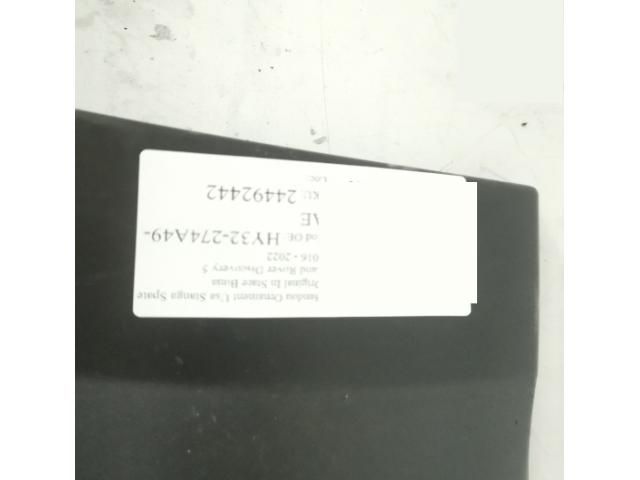 andou Ornament Usa Stanga Spate
Original In Stare Buna
and Rover Discovery 5
016 - 2022
od OE: HY32-274A49-
AE
KU: 24492442
Loc: